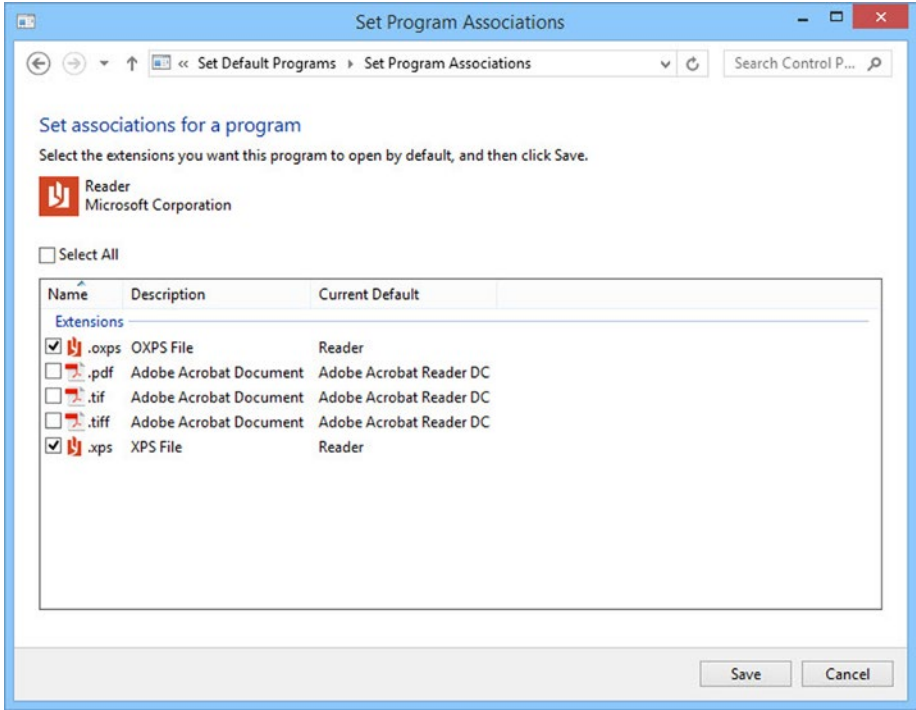 Set Program Associations
« Set Default Programs ▸ Set Program Associations
Search Control P...
Set associations for a program
Select the extensions you want this program to open by default, and then click Save.
Reader
Microsoft Corporation
Select All
Name Description Current Default
Extensions
.oxps OXPS File Reader
.pdf Adobe Acrobat Document Adobe Acrobat Reader DC
.tif Adobe Acrobat Document Adobe Acrobat Reader DC
.tiff Adobe Acrobat Document Adobe Acrobat Reader DC
.xps XPS File Reader
Save Cancel